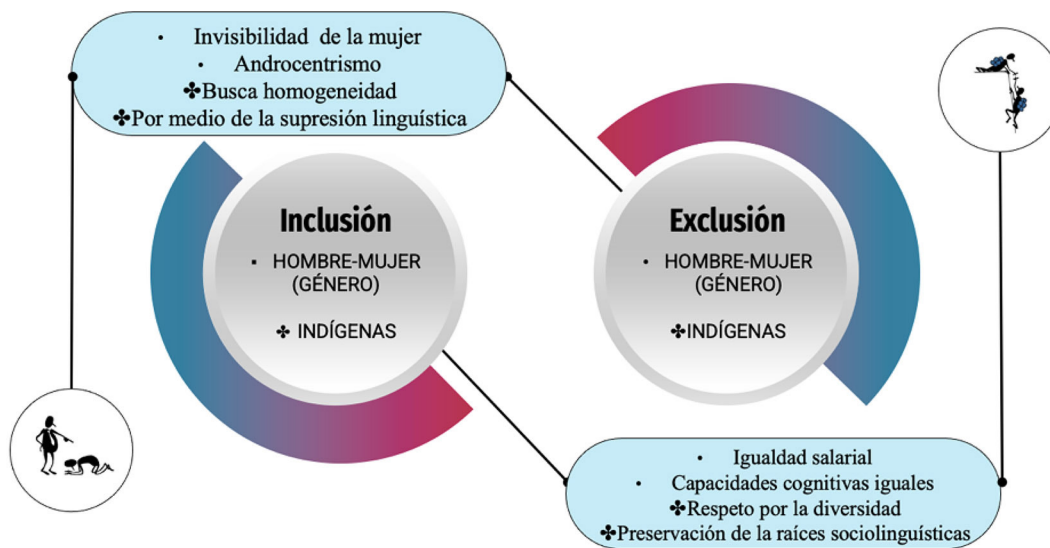 • Invisibilidad de la mujer
• Androcentrismo
✤Busca homogeneidad
✤Por medio de la supresión linguística
Inclusión
▪ HOMBRE-MUJER
(GÉNERO)
✤ INDÍGENAS
Exclusión
• HOMBRE-MUJER
(GÉNERO)
✤INDÍGENAS
• Igualdad salarial
• Capacidades cognitivas iguales
✤Respeto por la diversidad
✤Preservación de la raíces sociolinguísticas